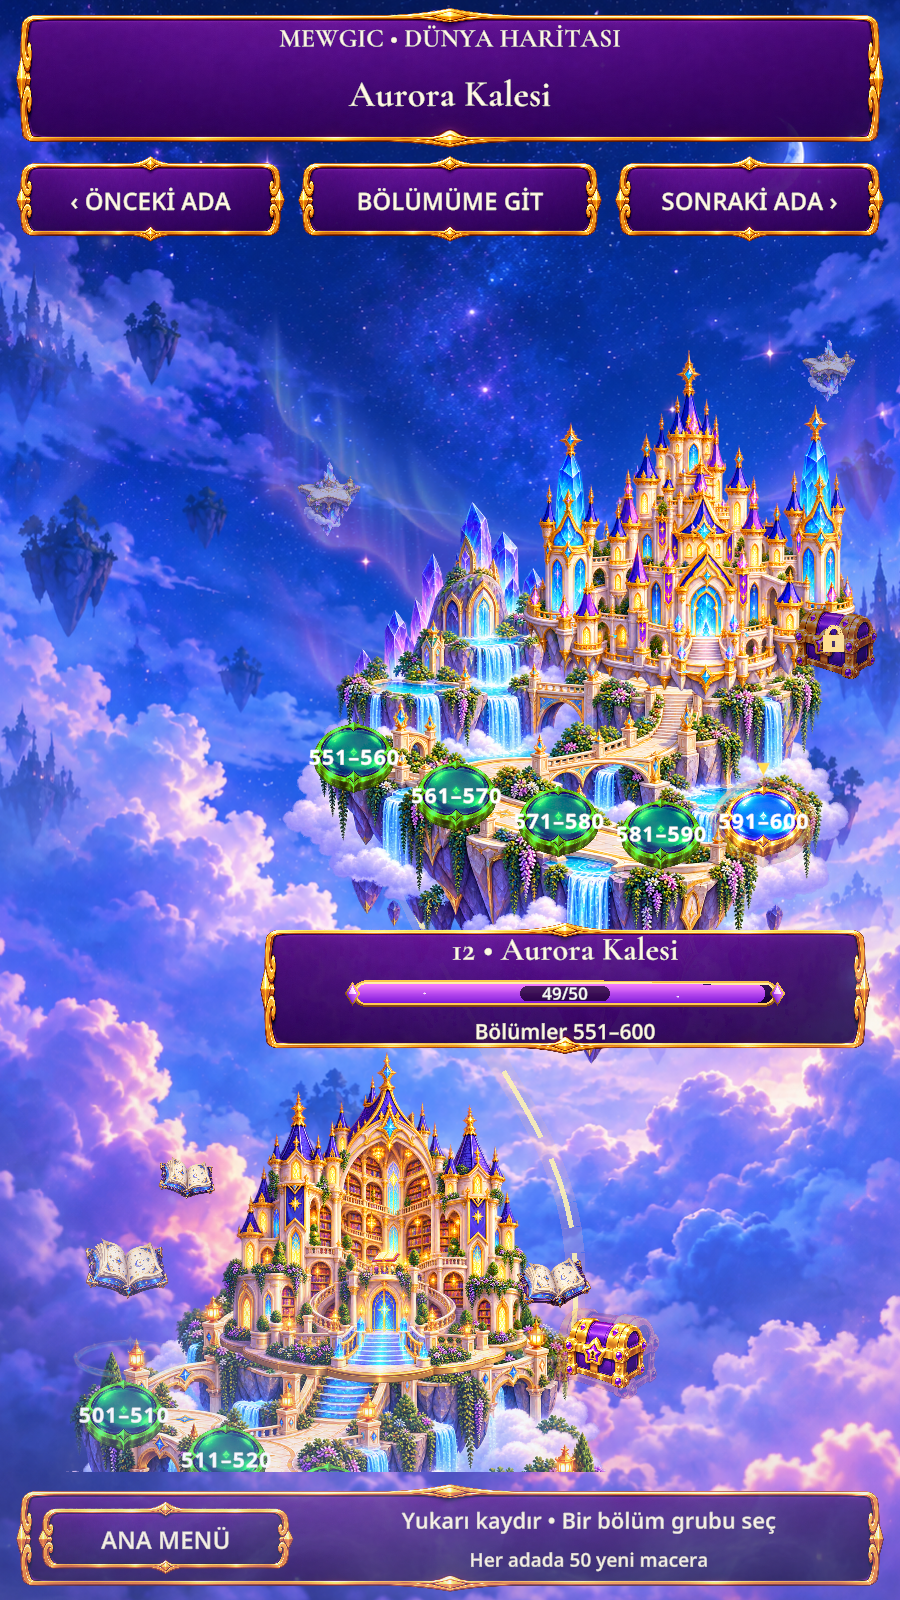 MEWGIC • DÜNYA HARİTASI
Aurora Kalesi
‹ ÖNCEKİ ADA
BÖLÜMÜME GİT
SONRAKİ ADA ›
551–560
561–570
571–580
581–590
591–600
12 • Aurora Kalesi
49/50
Bölümler 551–600
501–510
511–520
ANA MENÜ
Yukarı kaydır • Bir bölüm grubu seç
Her adada 50 yeni macera